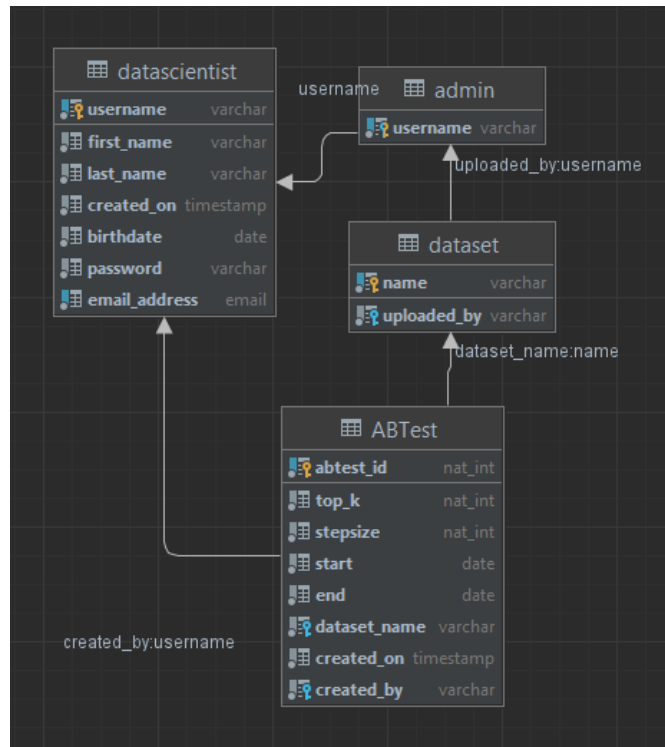 datascientist
username varchar
first_name varchar
last_name varchar
created_on timestamp
birthdate date
password varchar
email_address email
username
admin
username varchar
uploaded_by:username
dataset
name varchar
uploaded_by varchar
dataset_name:name
ABTest
abtest_id nat_int
top_k nat_int
stepsize nat_int
start date
end date
dataset_name varchar
created_on timestamp
created_by varchar
created_by:username